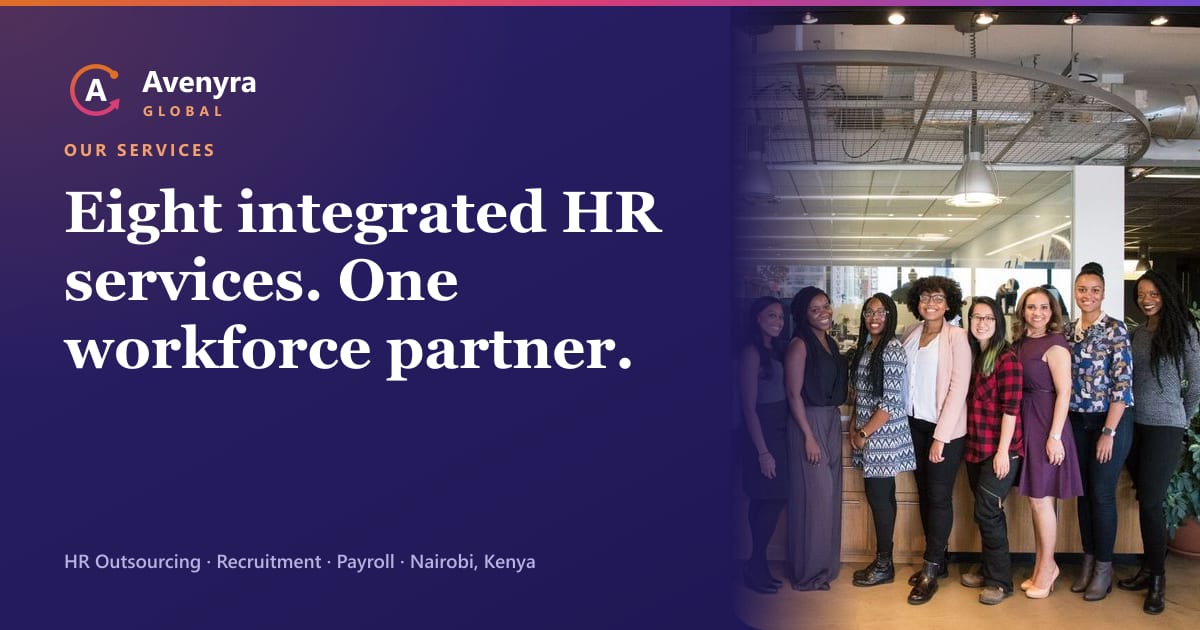 A
Avenyra
GLOBAL
OUR SERVICES
Eight integrated HR
services. One
workforce partner.
HR Outsourcing · Recruitment · Payroll · Nairobi, Kenya